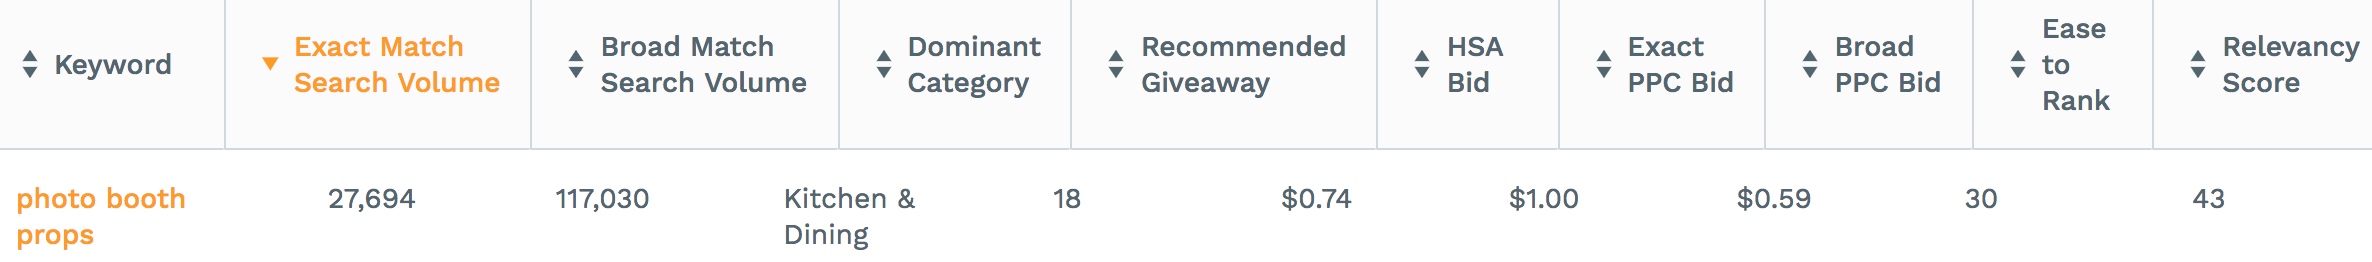 Keyword
Exact Match
Search Volume
Broad Match
Search Volume
Dominant
Category
Recommended
Giveaway
HSA
Bid
Exact
PPC Bid
Broad
PPC Bid
Ease
to
Rank
Relevancy
Score
photo booth
props
27,694
117,030
Kitchen &
Dining
18
$0.74
$1.00
$0.59
30
43